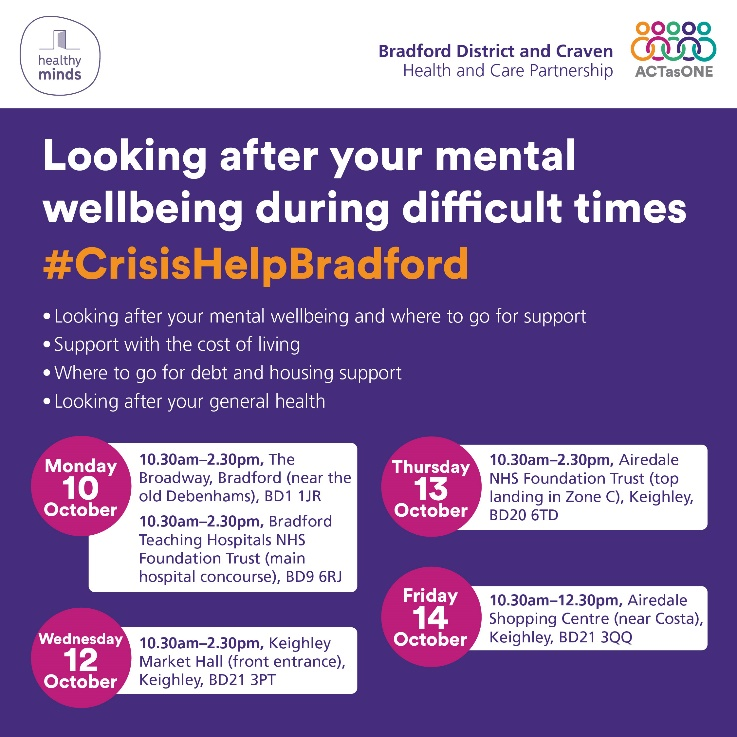 healthy
minds
Bradford District and Craven
Health and Care Partnership
ACTasONE
Looking after your mental
wellbeing during difficult times
#CrisisHelpBradford
• Looking after your mental wellbeing and where to go for support
• Support with the cost of living
• Where to go for debt and housing support
• Looking after your general health
Monday
10
October
10.30am–2.30pm, The
Broadway, Bradford (near the
old Debenhams), BD1 1JR
10.30am–2.30pm, Bradford
Teaching Hospitals NHS
Foundation Trust (main
hospital concourse), BD9 6RJ
Wednesday
12
October
10.30am–2.30pm, Keighley
Market Hall (front entrance),
Keighley, BD21 3PT
Thursday
13
October
10.30am–2.30pm, Airedale
NHS Foundation Trust (top
landing in Zone C), Keighley,
BD20 6TD
Friday
14
October
10.30am–12.30pm, Airedale
Shopping Centre (near Costa),
Keighley, BD21 3QQ